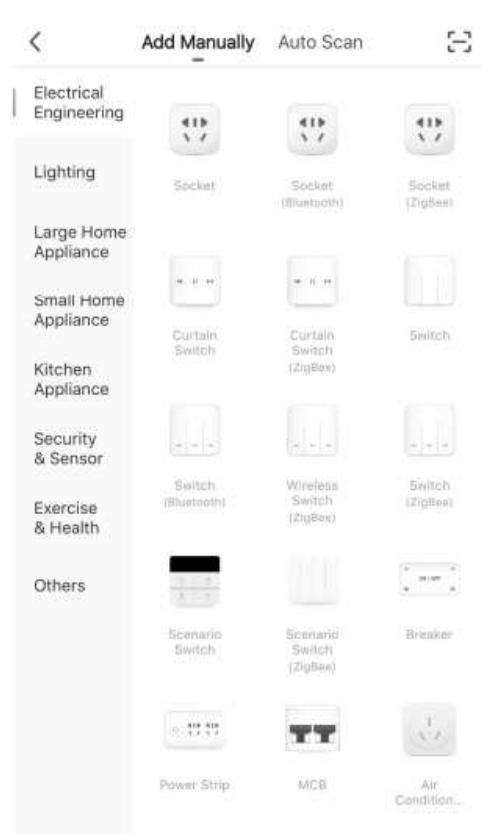 Add Manually Auto Scan
Electrical
Engineering
Lighting
Large Home
Appliance
Small Home
Appliance
Kitchen
Appliance
Security
& Sensor
Exercise
& Health
Others
Socket
Socket
(Bluetooth)
Socket
(ZigBee)
Curtain
Switch
Curtain
Switch
(ZigBee)
Switch
Switch
(Bluetooth)
Wireless
Switch
(ZigBee)
Switch
(ZigBee)
Scenario
Switch
Scenario
Switch
(ZigBee)
ON / OFF
Breaker
Power Strip
MCB
Air
Condition...